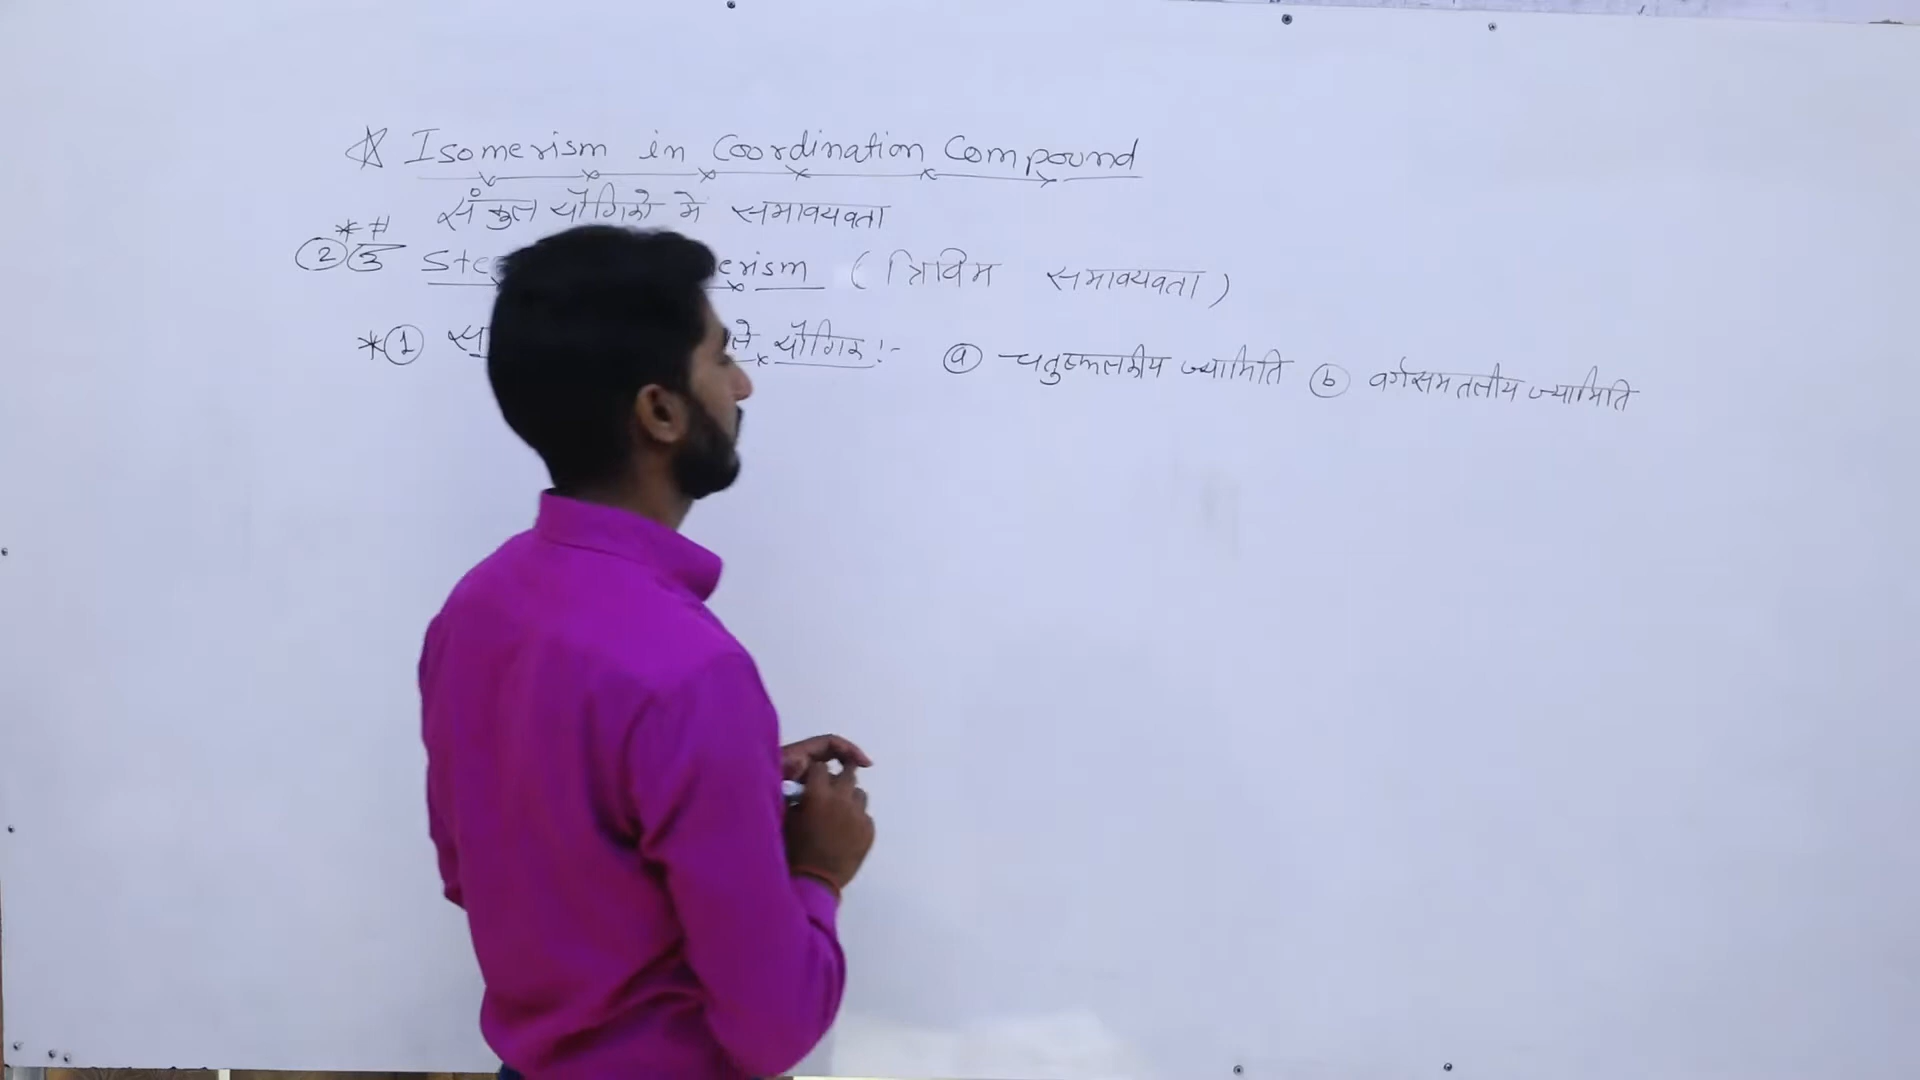 ☆ Isomerism in Coordination Compound
संकुल यौगिको मे समावयवता
* #
② ③ Ste erism ( त्रिविम समावयवता )
* ① स ले यौगिक :- ⓐ चतुष्फलकीय ज्यामिति ⓑ वर्गसमतलीय ज्यामिति